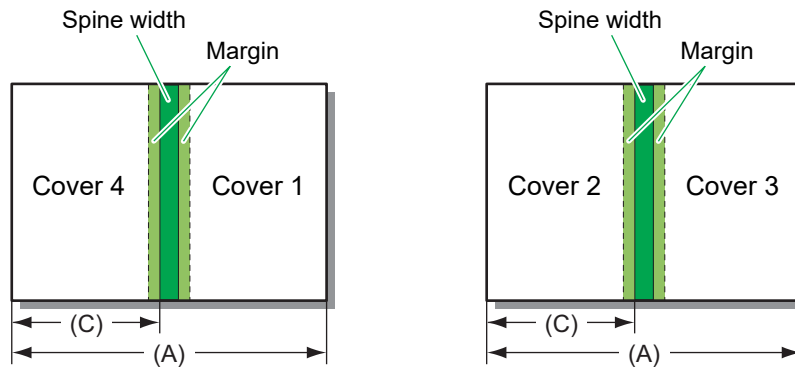 Spine width
Margin
Cover 4
Cover 1
(C)
(A)
Spine width
Margin
Cover 2
Cover 3
(C)
(A)